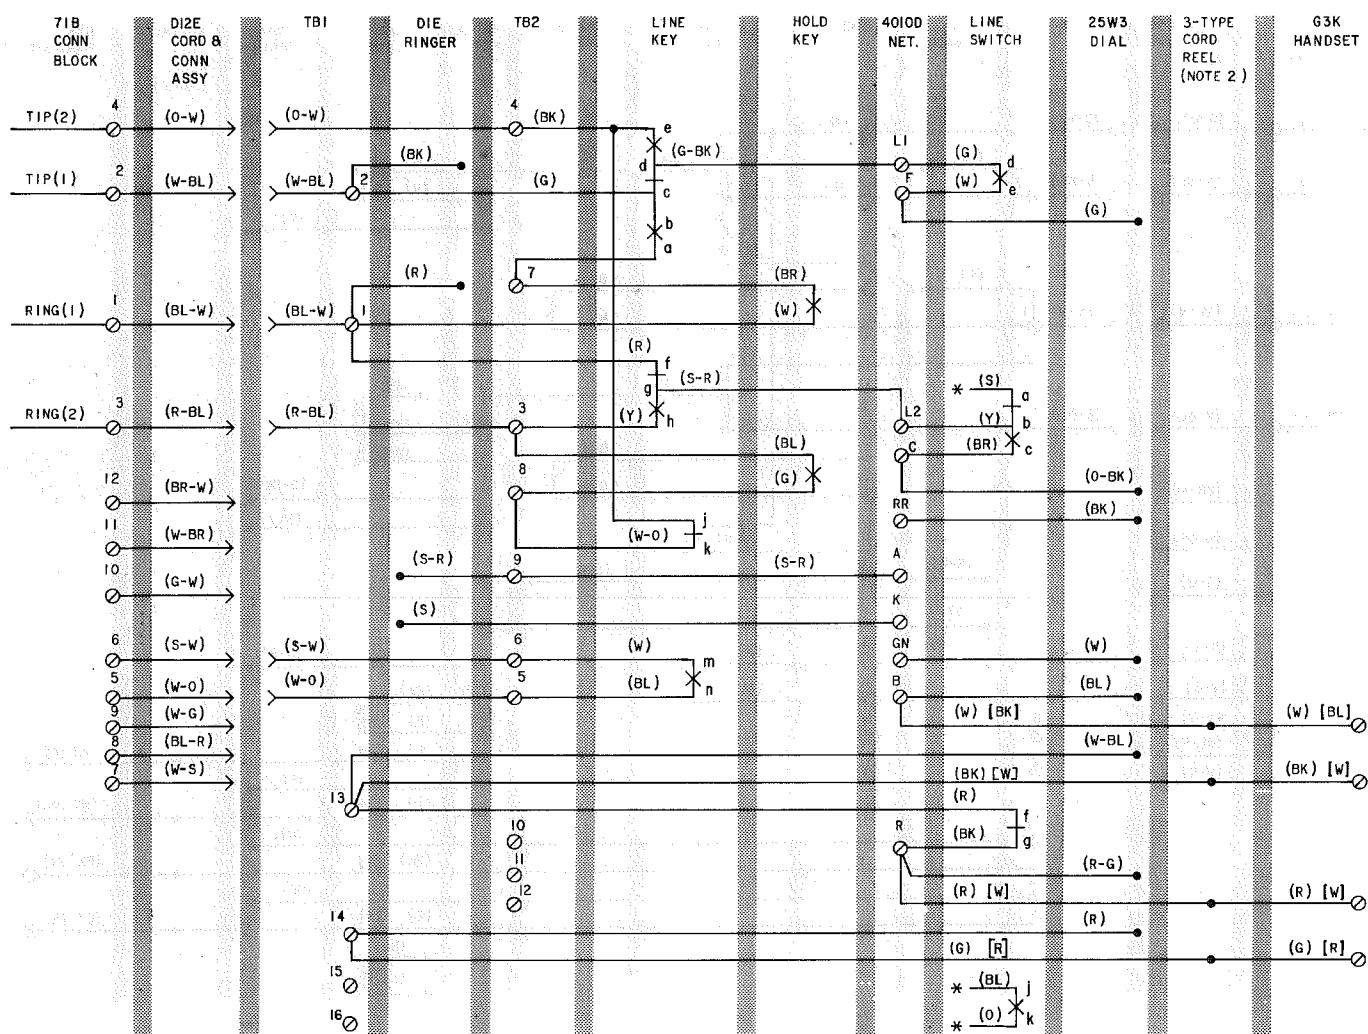 71B CONN BLOCK
D12E CORD & CONN ASSY
TB1
D1E RINGER
TB2
LINE KEY
HOLD KEY
4010D NET.
LINE SWITCH
25W3 DIAL
3-TYPE CORD REEL (NOTE 2)
G3K HANDSET
TIP(2) 4 (O-W) (O-W) 4 (BK) e
(BK) d (G-BK) L1 (G) d
TIP(1) 2 (W-BL) (W-BL) 2 (G) c F (W) e
b (G)
a
(R) 7 (BR)
RING(1) 1 (BL-W) (BL-W) 1 (W)
(R) f
g (S-R) * (S) a
RING(2) 3 (R-BL) (R-BL) 3 (Y) h L2 (Y) b
(BL) C (BR) c
12 (BR-W) 8 (G) (O-BK)
RR (BK)
11 (W-BR) (W-O) j
k
10 (G-W) (S-R) 9 (S-R) A
(S) K
6 (S-W) (S-W) 6 (W) m GN (W)
5 (W-O) (W-O) 5 (BL) n B (BL)
9 (W-G) (W) [BK] (W) [BL]
8 (BL-R) (W-BL)
7 (W-S) (BK) [W] (BK) [W]
13 (R) f
10 R (BK) g
11 (R-G)
12 (R) [W] (R) [W]
14 (R)
(G) [R] (G) [R]
15 * (BL) j
16 * (O) k